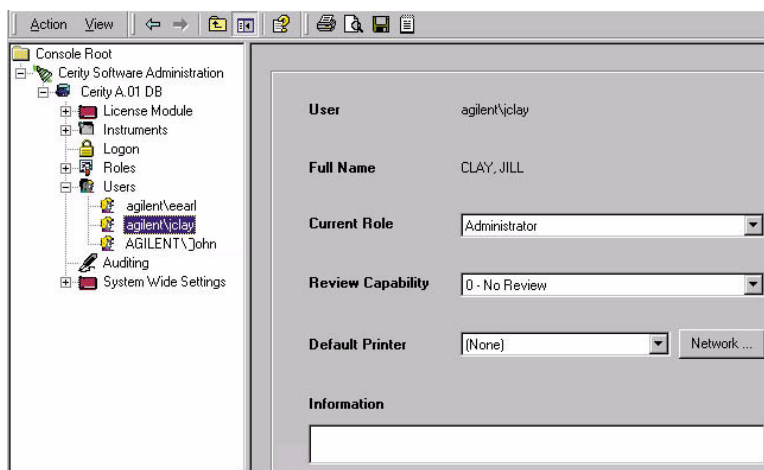 Action View
Console Root
Cerity Software Administration
Cerity A.01 DB
License Module
Instruments
Logon
Roles
Users
agilent\eearl
agilent\jclay
AGILENT\John
Auditing
System Wide Settings
User agilent\jclay
Full Name CLAY, JILL
Current Role Administrator
Review Capability 0 - No Review
Default Printer (None) Network ...
Information